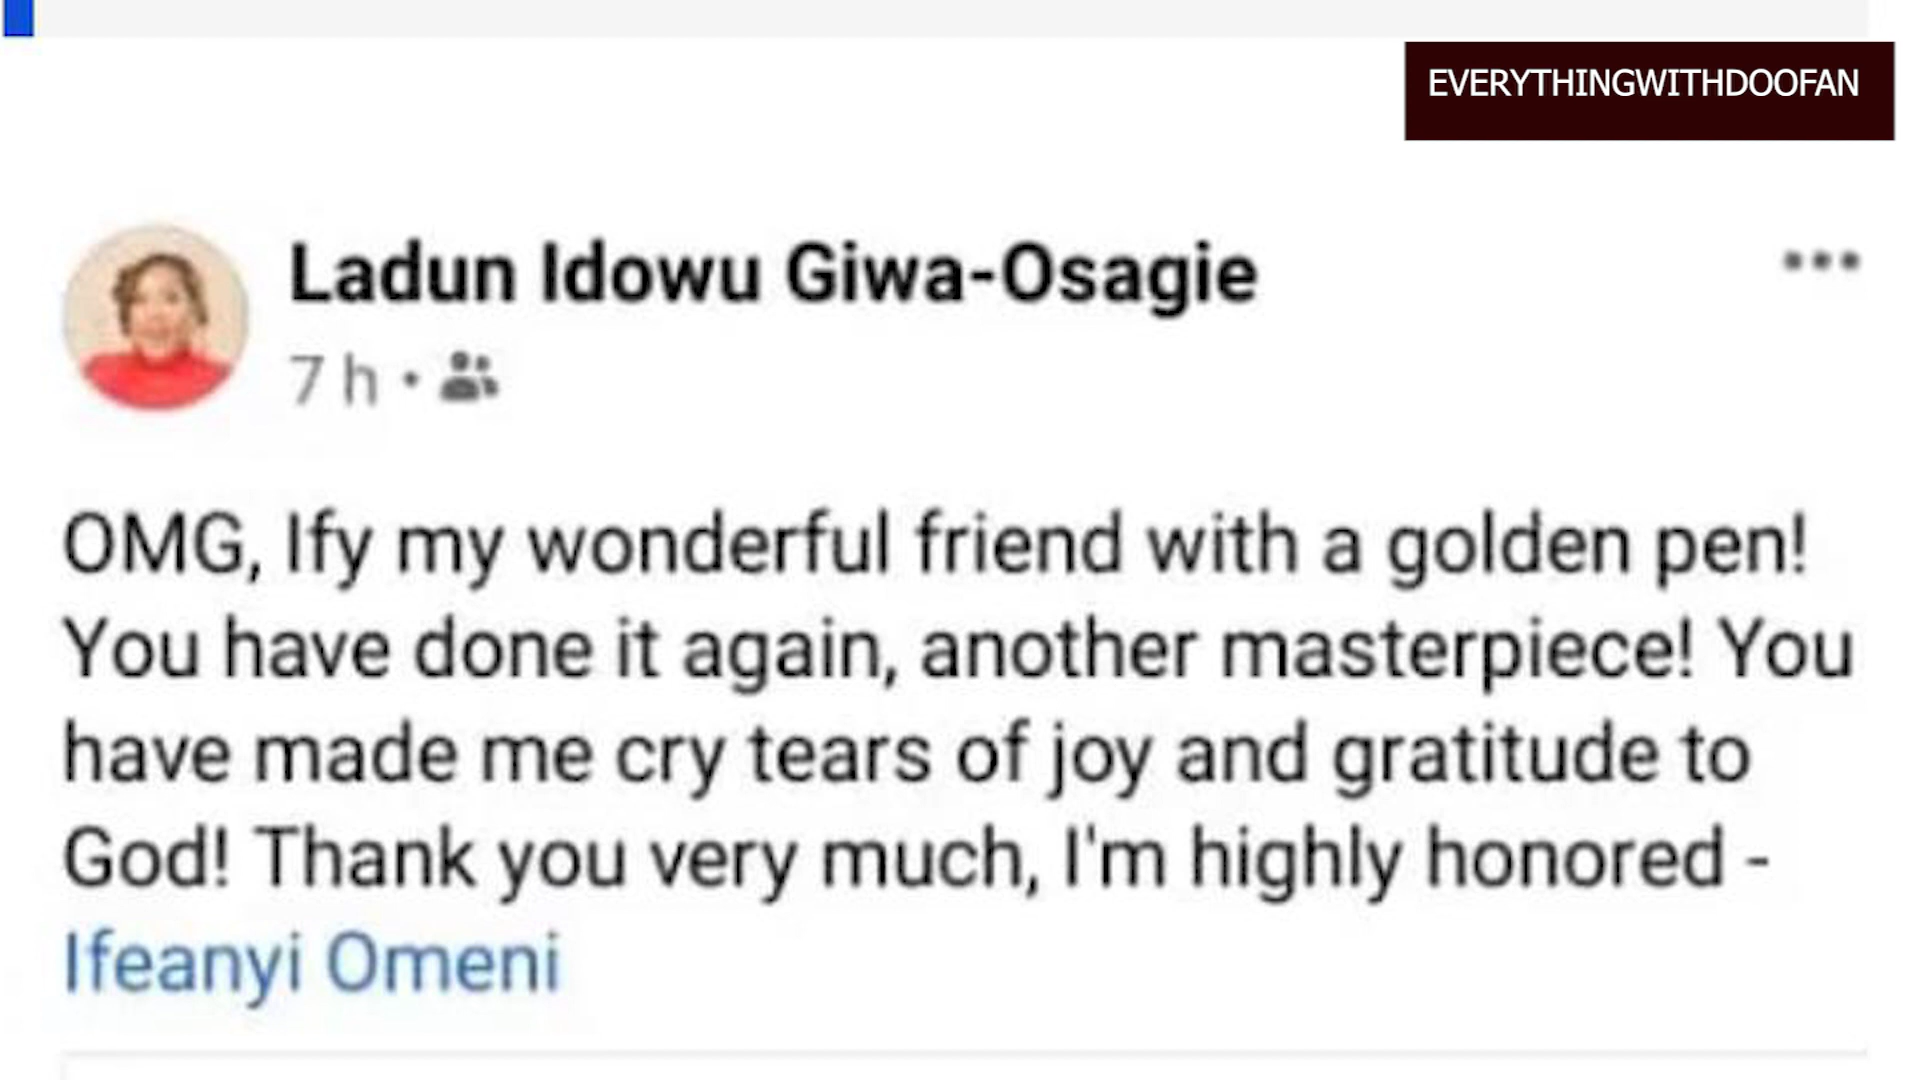 EVERYTHINGWITHDOOFAN
Ladun Idowu Giwa-Osagie
7 h •
OMG, Ify my wonderful friend with a golden pen!
You have done it again, another masterpiece! You
have made me cry tears of joy and gratitude to
God! Thank you very much, I'm highly honored -
Ifeanyi Omeni